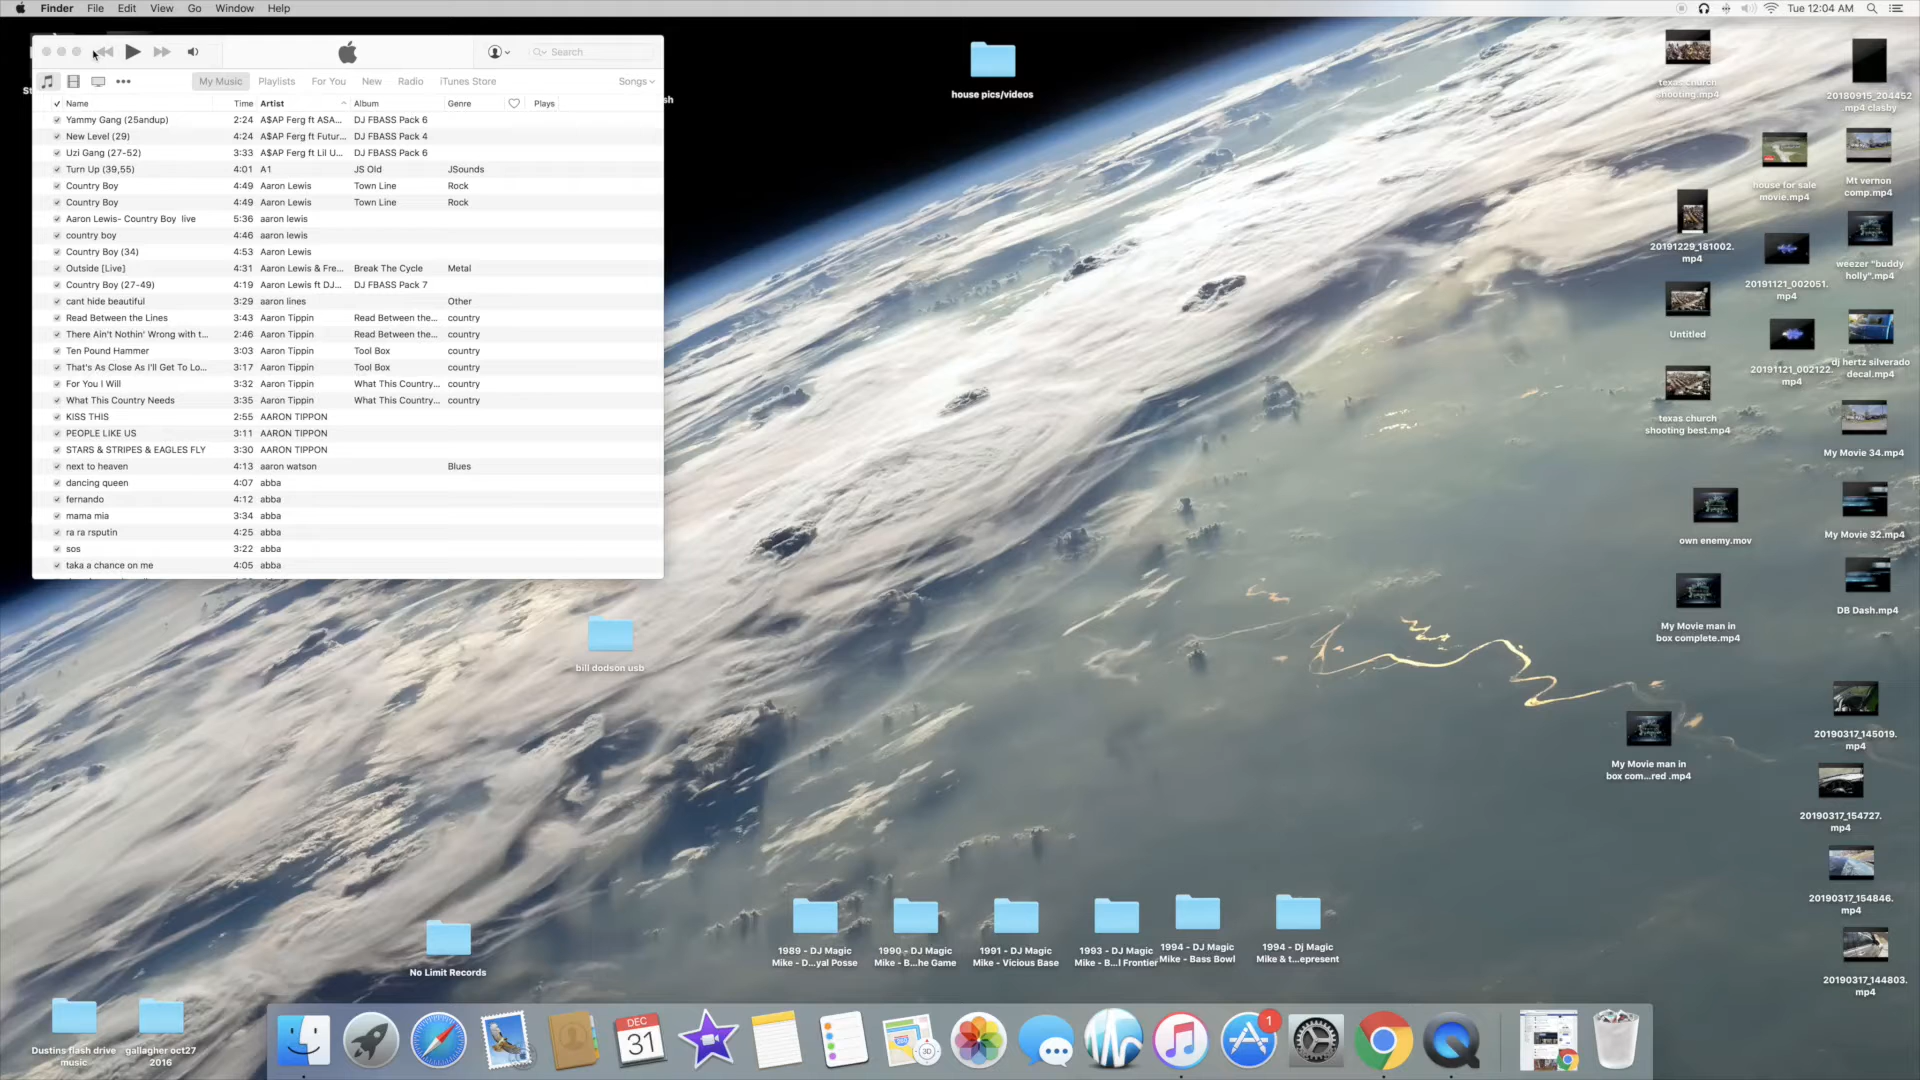 Finder File Edit View Go Window Help
Tue 12:04 AM
Search
My Music Playlists For You New Radio iTunes Store
Songs
Name Time Artist Album Genre Plays
Yammy Gang (25andup) 2:24 A$AP Ferg ft ASA... DJ FBASS Pack 6
New Level (29) 4:24 A$AP Ferg ft Futur... DJ FBASS Pack 4
Uzi Gang (27-52) 3:33 A$AP Ferg ft Lil U... DJ FBASS Pack 6
Turn Up (39,55) 4:01 A1 JS Old JSounds
Country Boy 4:49 Aaron Lewis Town Line Rock
Country Boy 4:49 Aaron Lewis Town Line Rock
Aaron Lewis- Country Boy live 5:36 aaron lewis
country boy 4:46 aaron lewis
Country Boy (34) 4:53 Aaron Lewis
Outside [Live] 4:31 Aaron Lewis & Fre... Break The Cycle Metal
Country Boy (27-49) 4:19 Aaron Lewis ft DJ... DJ FBASS Pack 7
cant hide beautiful 3:29 aaron lines Other
Read Between the Lines 3:43 Aaron Tippin Read Between the... country
There Ain't Nothin' Wrong with t... 2:46 Aaron Tippin Read Between the... country
Ten Pound Hammer 3:03 Aaron Tippin Tool Box country
That's As Close As I'll Get To Lo... 3:17 Aaron Tippin Tool Box country
For You I Will 3:32 Aaron Tippin What This Country... country
What This Country Needs 3:35 Aaron Tippin What This Country... country
KISS THIS 2:55 AARON TIPPON
PEOPLE LIKE US 3:11 AARON TIPPON
STARS & STRIPES & EAGLES FLY 3:30 AARON TIPPON
next to heaven 4:13 aaron watson Blues
dancing queen 4:07 abba
fernando 4:12 abba
mama mia 3:34 abba
ra ra rsputin 4:25 abba
sos 3:22 abba
taka a chance on me 4:05 abba
house pics/videos
texas church
20180915_204452
.mp4 clasby
house for sale
movie.mp4
Mt vernon
comp.mp4
20191229_181002.
mp4
20191121_002051.
mp4
weezer "buddy
holly".mp4
Untitled
20191121_002122.
mp4
dj hertz silverado
decal.mp4
texas church
shooting best.mp4
My Movie 34.mp4
own enemy.mov
My Movie 32.mp4
DB Dash.mp4
My Movie man in
box complete.mp4
bill dodson usb
20190317_145019.
mp4
My Movie man in
box com...red .mp4
20190317_154727.
mp4
20190317_154846.
mp4
20190317_144803.
mp4
No Limit Records
1989 - DJ Magic
Mike - D...yal Posse
1990 - DJ Magic
Mike - B...he Game
1991 - DJ Magic
Mike - Vicious Base
1993 - DJ Magic
Mike - B...l Frontier
1994 - DJ Magic
Mike - Bass Bowl
1994 - Dj Magic
Mike & t...epresent
Dustins flash drive
music
gallagher oct27
2016
DEC
31
3D
1